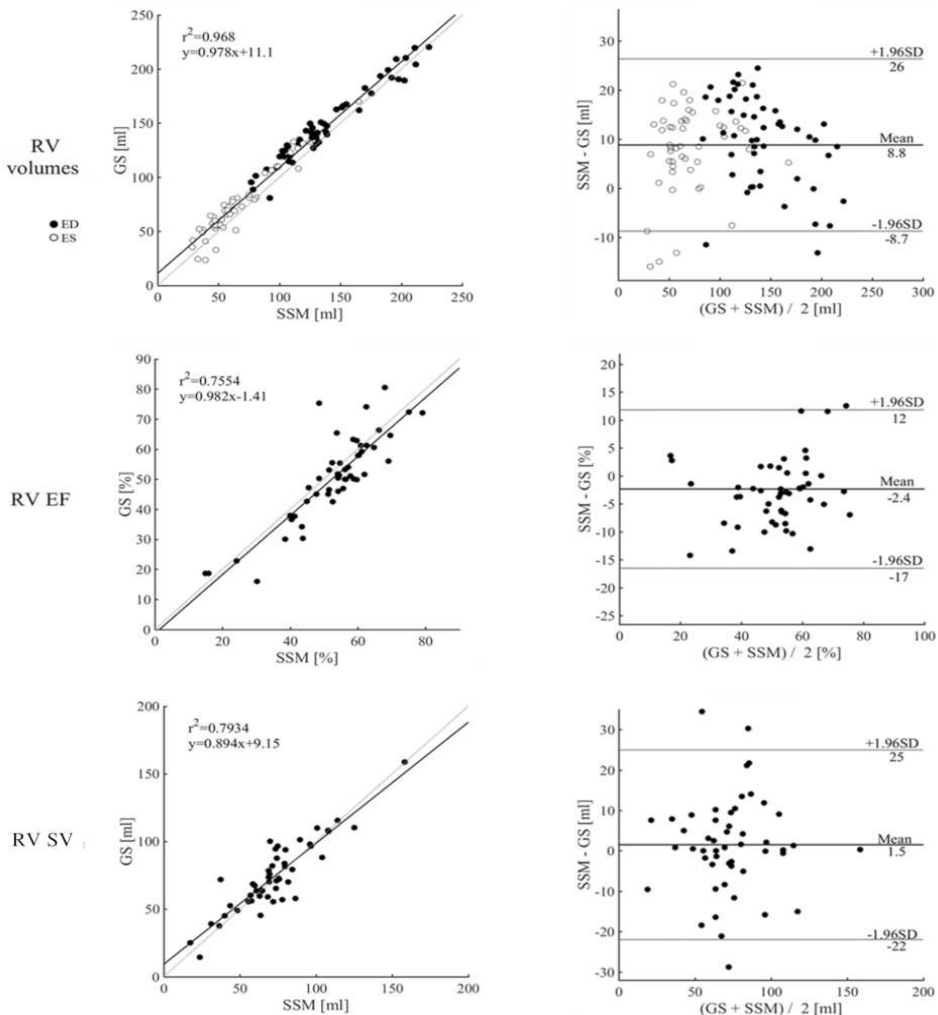 RV
volumes
ED
ES
r²=0.968
y=0.978x+11.1
GS [ml]
250
200
150
100
50
0
0 50 100 150 200 250
SSM [ml]
SSM - GS [ml]
30
20
10
0
-10
+1.96SD
26
Mean
8.8
-1.96SD
-8.7
0 50 100 150 200 250 300
(GS + SSM) / 2 [ml]
RV EF
r²=0.7554
y=0.982x-1.41
GS [%]
90
80
70
60
50
40
30
20
10
0
0 20 40 60 80
SSM [%]
SSM - GS [%]
20
15
10
5
0
-5
-10
-15
-20
-25
+1.96SD
12
Mean
-2.4
-1.96SD
-17
0 20 40 60 80 100
(GS + SSM) / 2 [%]
RV SV
r²=0.7934
y=0.894x+9.15
GS [ml]
200
150
100
50
0
0 50 100 150 200
SSM [ml]
SSM - GS [ml]
30
20
10
0
-10
-20
-30
+1.96SD
25
Mean
1.5
-1.96SD
-22
0 50 100 150 200
(GS + SSM) / 2 [ml]